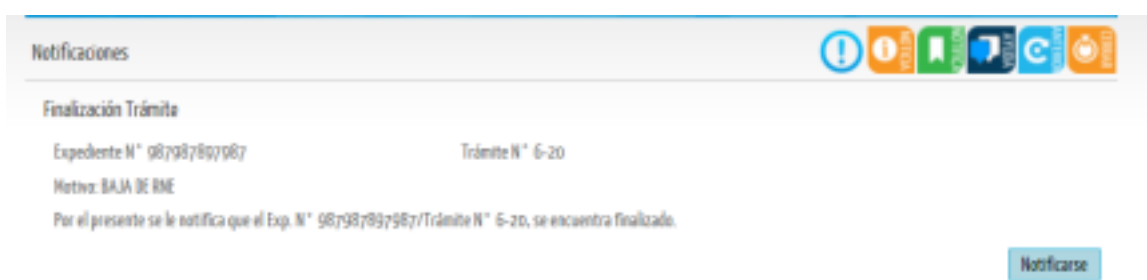 Notificaciones
Finalización Trámite
Expediente N° 987987897987 Trámite N° 6-20
Motivo: BAJA DE RNE
Por el presente se le notifica que el Exp. N° 987987897987/Trámite N° 6-20, se encuentra finalizado.
Notificarse